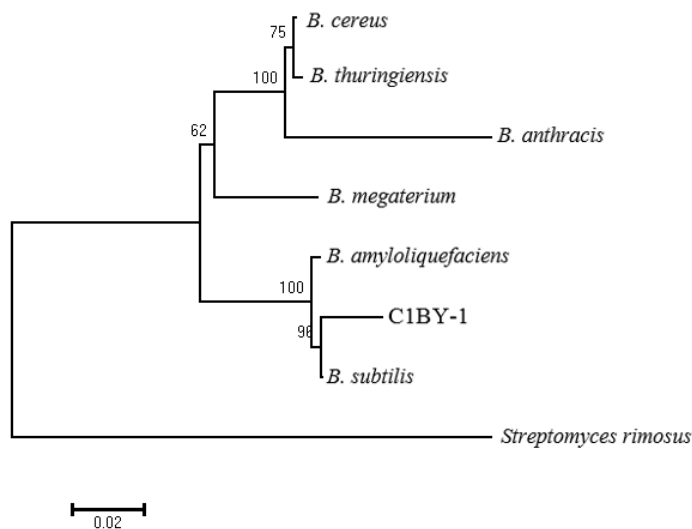 75
B. cereus
B. thuringiensis
100
62
B. anthracis
B. megaterium
B. amyloliquefaciens
100
C1BY-1
96
B. subtilis
Streptomyces rimosus
0.02